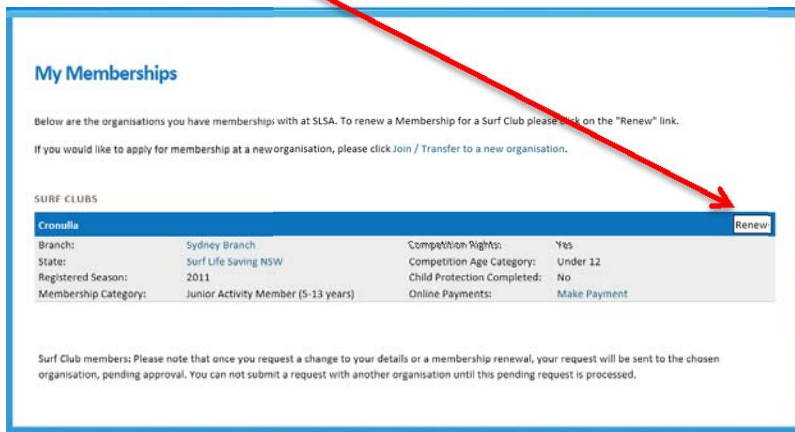 My Memberships
Below are the organisations you have memberships with at SLSA. To renew a Membership for a Surf Club please click on the "Renew" link.
If you would like to apply for membership at a new organisation, please click Join / Transfer to a new organisation.
SURF CLUBS
Cronulla Renew
Branch: Sydney Branch Competition Rights: Yes
State: Surf Life Saving NSW Competition Age Category: Under 12
Registered Season: 2011 Child Protection Completed: No
Membership Category: Junior Activity Member (5-13 years) Online Payments: Make Payment
Surf Club members: Please note that once you request a change to your details or a membership renewal, your request will be sent to the chosen
organisation, pending approval. You can not submit a request with another organisation until this pending request is processed.